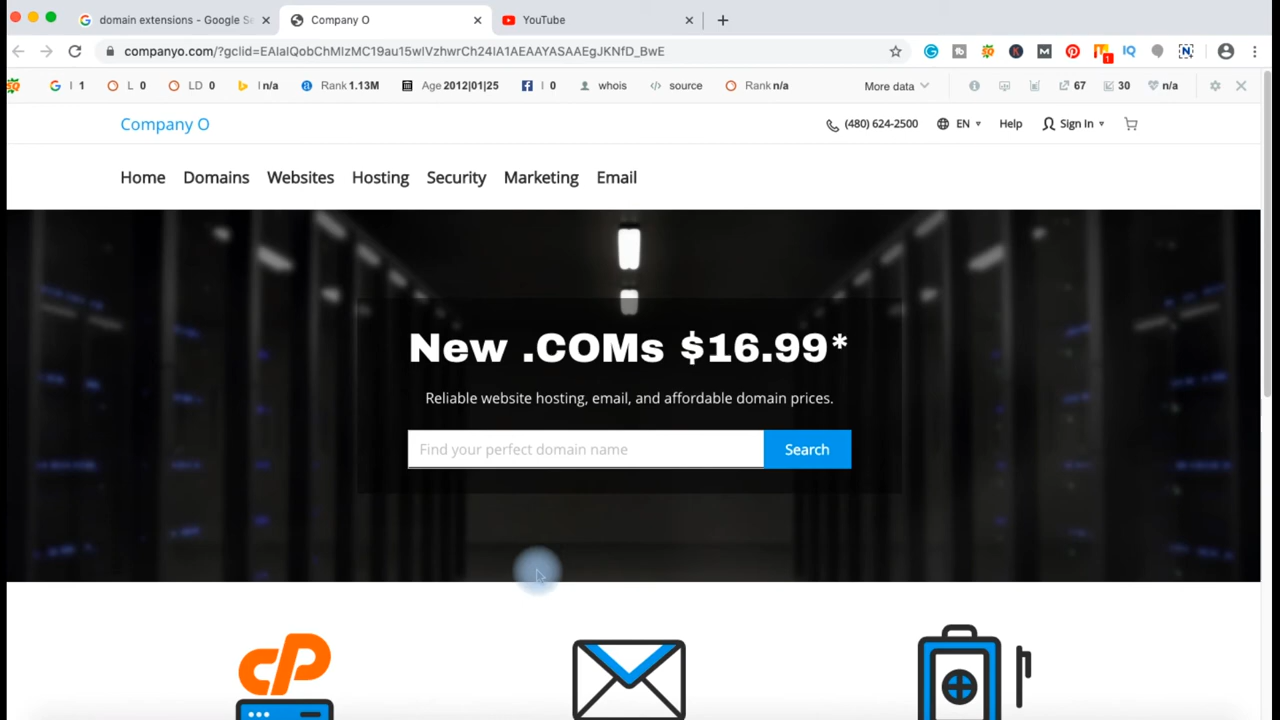 domain extensions - Google Se
Company O
YouTube
companyo.com/?gclid=EAIaIQobChMIzMC19au15wIVzhwrCh24IA1AEAAYASAAEgJKNfD_BwE
I 1
L 0
LD 0
I n/a
Rank 1.13M
Age 2012|01|25
I 0
whois
source
Rank n/a
More data
67
30
n/a
Company O
(480) 624-2500
EN
Help
Sign In
Home
Domains
Websites
Hosting
Security
Marketing
Email
New .COMs $16.99*
Reliable website hosting, email, and affordable domain prices.
Find your perfect domain name
Search
cP